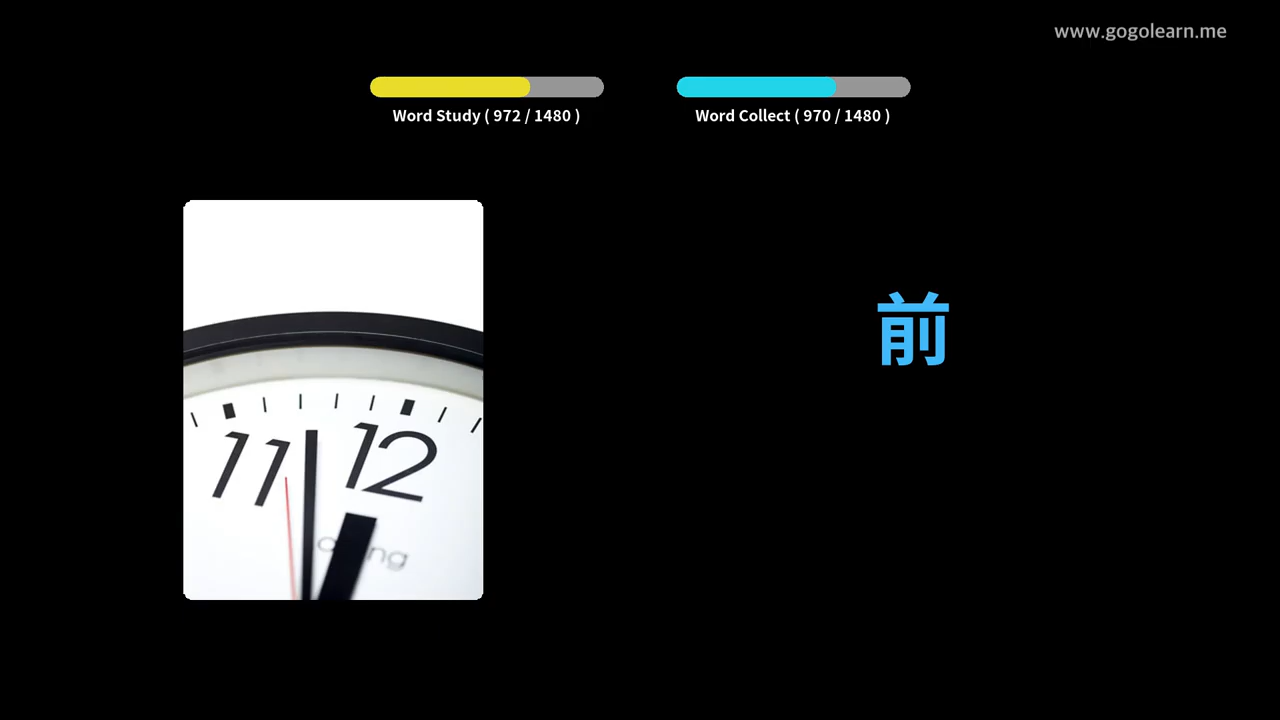 www.gogolearn.me
Word Study ( 972 / 1480 )
Word Collect ( 970 / 1480 )
前
11
12